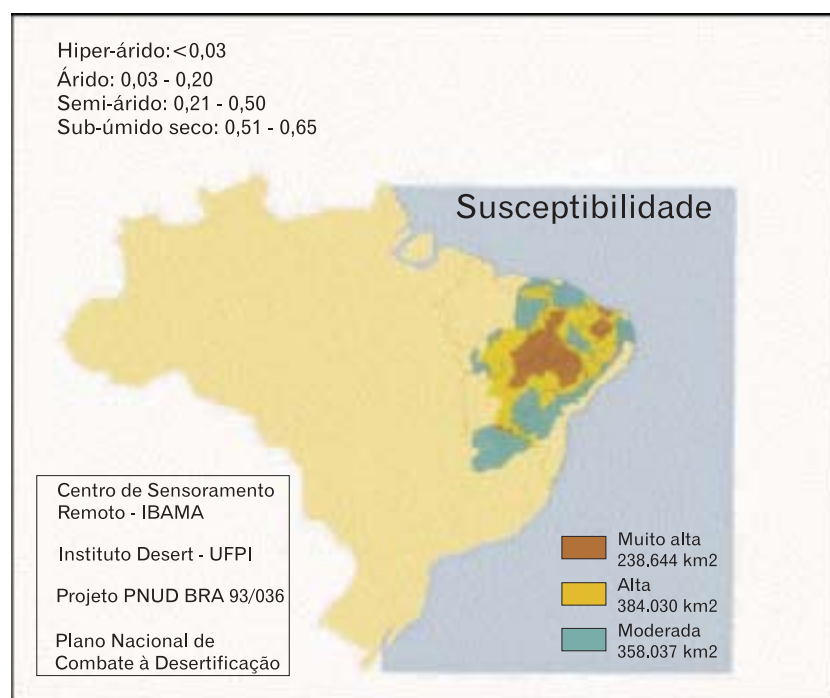 Hiper-árido:<0,03
Árido: 0,03 - 0,20
Semi-árido: 0,21 - 0,50
Sub-úmido seco: 0,51 - 0,65
Susceptibilidade
Centro de Sensoramento
Remoto - IBAMA
Instituto Desert - UFPI
Projeto PNUD BRA 93/036
Plano Nacional de
Combate à Desertificação
Muito alta
238.644 km2
Alta
384.030 km2
Moderada
358.037 km2